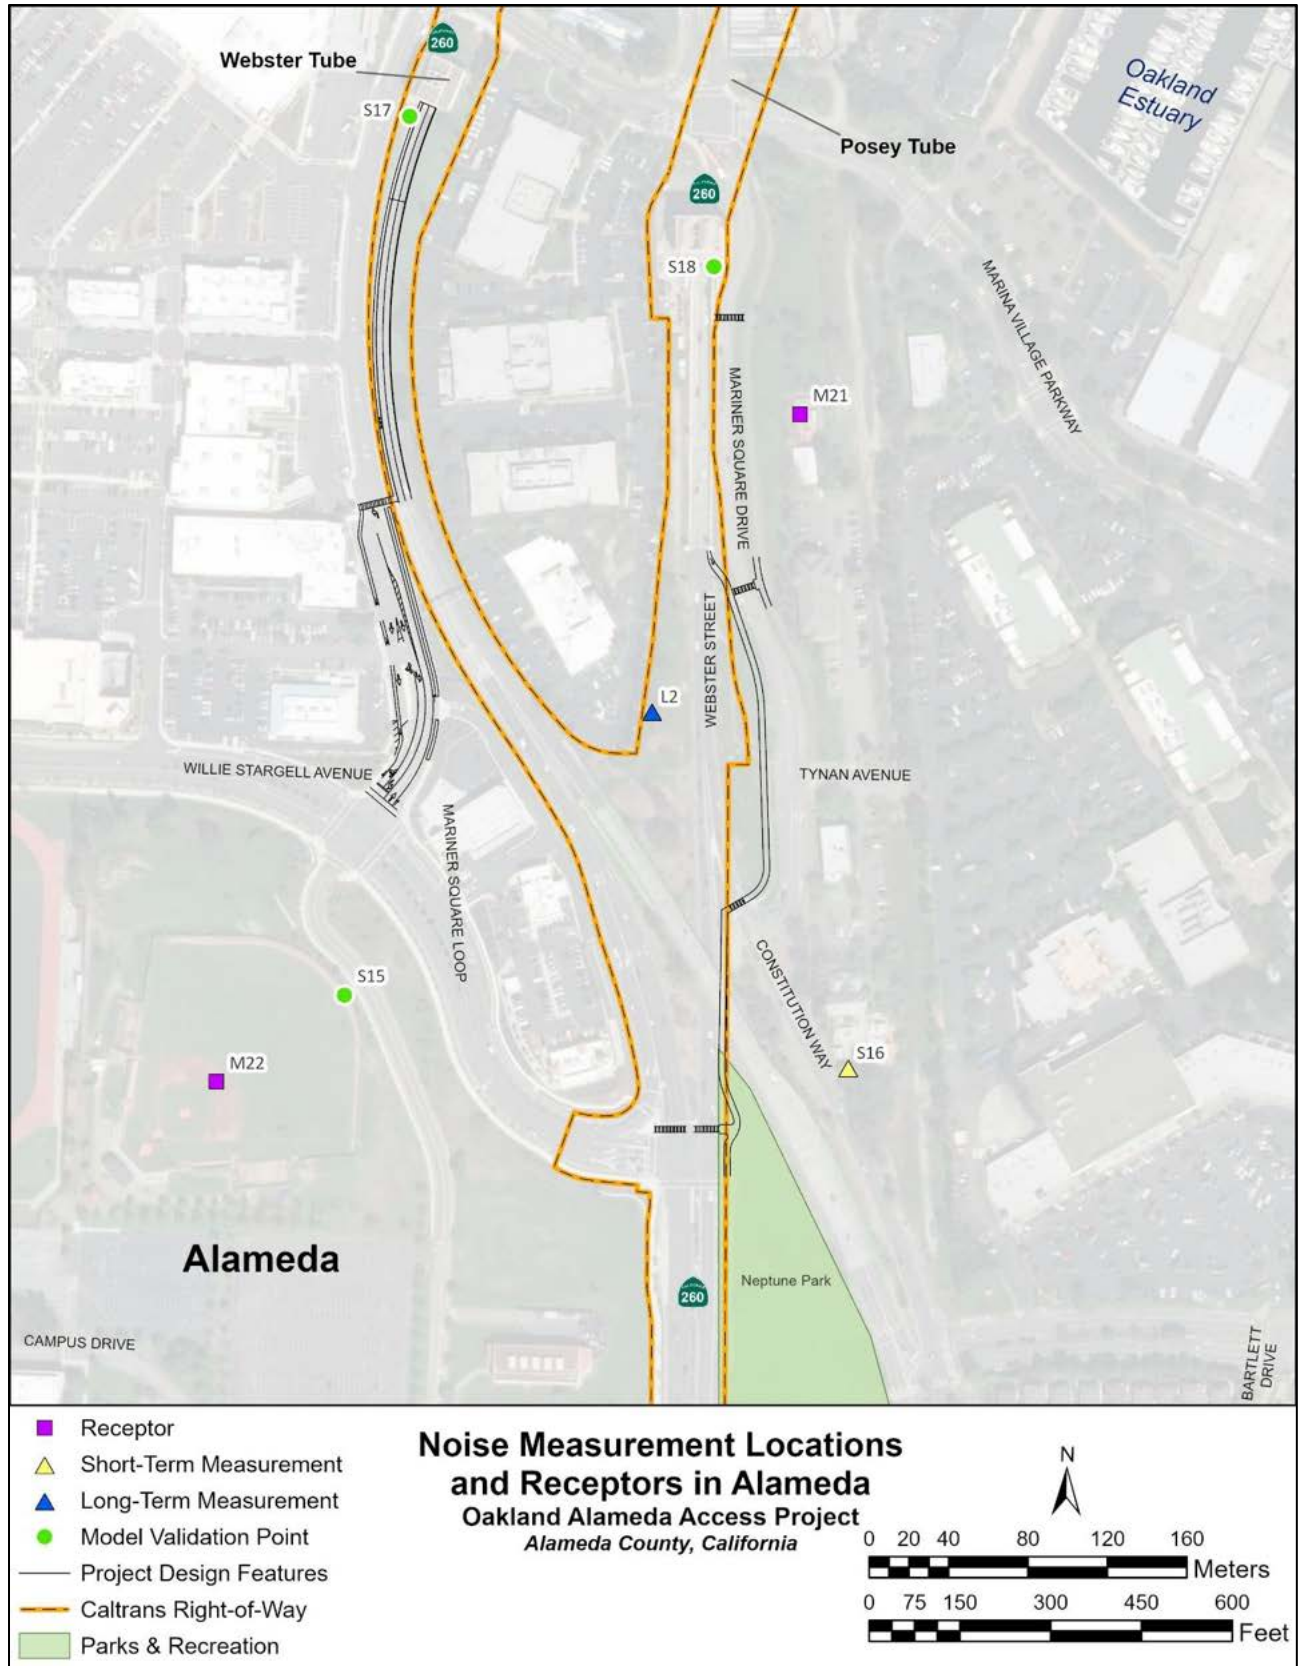 260
Webster Tube
S17
Oakland
Estuary
Posey Tube
260
S18
MARINA VILLAGE PARKWAY
M21
MARINER SQUARE DRIVE
WEBSTER STREET
L2
WILLIE STARGELL AVENUE
TYNAN AVENUE
MARINER SQUARE LOOP
CONSTITUTION WAY
S15
S16
M22
Alameda
Neptune Park
260
CAMPUS DRIVE
BARTLETT
DRIVE
Receptor
Short-Term Measurement
Long-Term Measurement
Model Validation Point
Project Design Features
Caltrans Right-of-Way
Parks & Recreation
Noise Measurement Locations
and Receptors in Alameda
Oakland Alameda Access Project
Alameda County, California
N
0 20 40 80 120 160
Meters
0 75 150 300 450 600
Feet